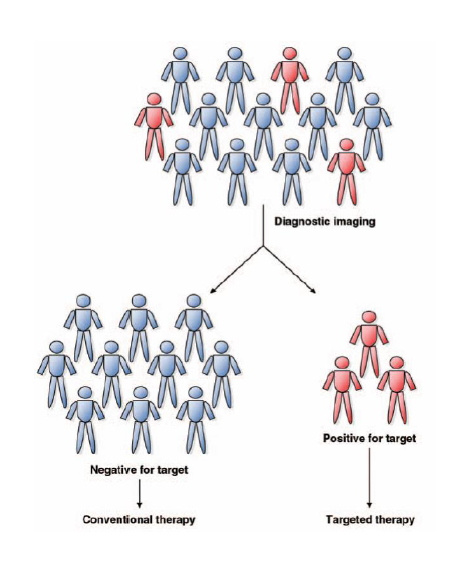 Diagnostic imaging
Positive for target
Negative for target
Conventional therapy
Targeted therapy